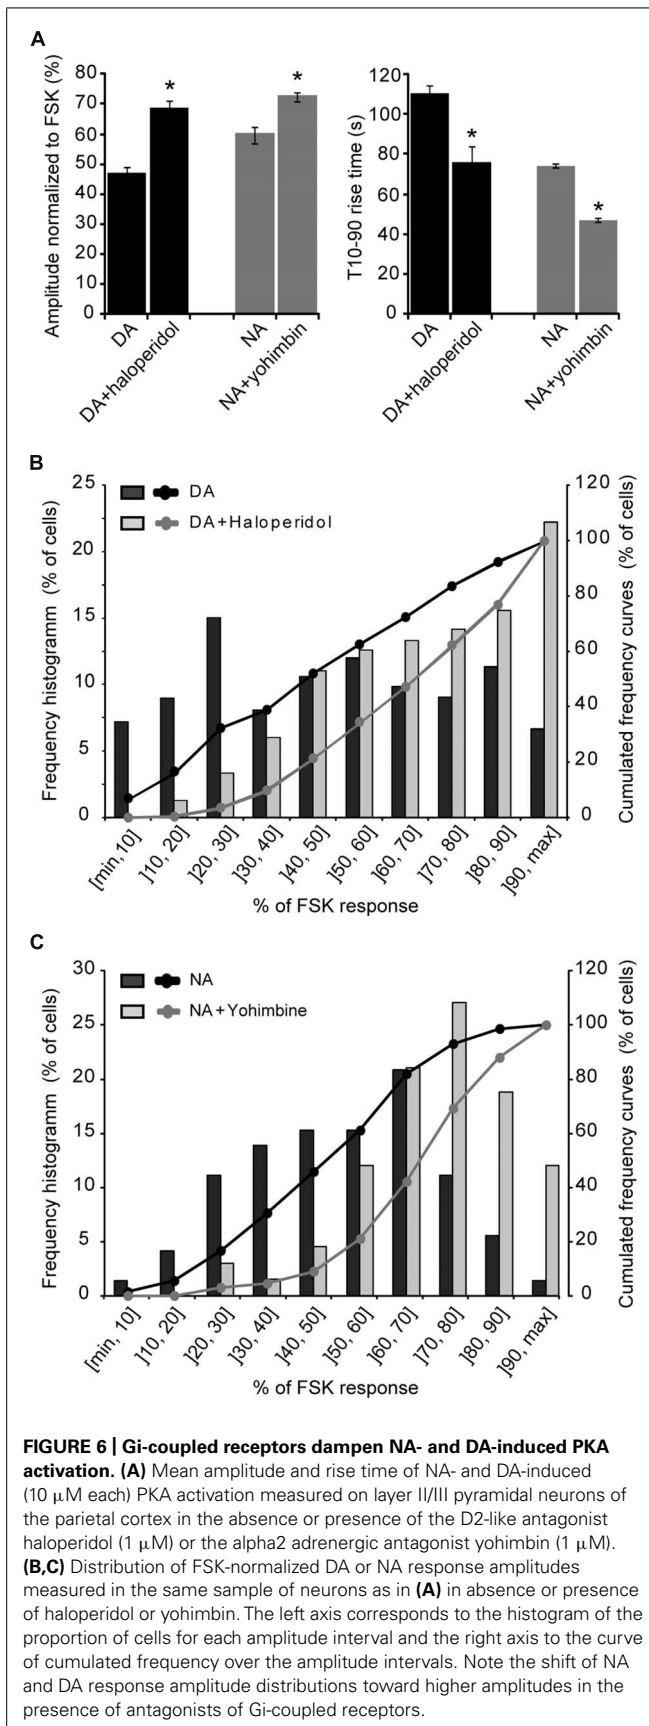 A
Amplitude normalized to FSK (%)
80
70
60
50
40
30
20
10
0
*
*
DA
DA+haloperidol
NA
NA+yohimbin
T10-90 rise time (s)
120
100
80
60
40
20
0
*
*
DA
DA+haloperidol
NA
NA+yohimbin
B
Frequency histogramm (% of cells)
25
20
15
10
5
0
DA
DA+Haloperidol
120
100
80
60
40
20
0
Cumulated frequency curves (% of cells)
[min, 10]
]10, 20]
]20, 30]
]30, 40]
]40, 50]
]50, 60]
]60, 70]
]70, 80]
]80, 90]
]90, max]
% of FSK response
C
Frequency histogramm (% of cells)
30
25
20
15
10
5
0
NA
NA+Yohimbine
120
100
80
60
40
20
0
Cumulated frequency curves (% of cells)
[min, 10]
]10, 20]
]20, 30]
]30, 40]
]40, 50]
]50, 60]
]60, 70]
]70, 80]
]80, 90]
]90, max]
% of FSK response
FIGURE 6 | Gi-coupled receptors dampen NA- and DA-induced PKA
activation. (A) Mean amplitude and rise time of NA- and DA-induced
(10 μM each) PKA activation measured on layer II/III pyramidal neurons of
the parietal cortex in the absence or presence of the D2-like antagonist
haloperidol (1 μM) or the alpha2 adrenergic antagonist yohimbin (1 μM).
(B,C) Distribution of FSK-normalized DA or NA response amplitudes
measured in the same sample of neurons as in (A) in absence or presence
of haloperidol or yohimbin. The left axis corresponds to the histogram of the
proportion of cells for each amplitude interval and the right axis to the curve
of cumulated frequency over the amplitude intervals. Note the shift of NA
and DA response amplitude distributions toward higher amplitudes in the
presence of antagonists of Gi-coupled receptors.